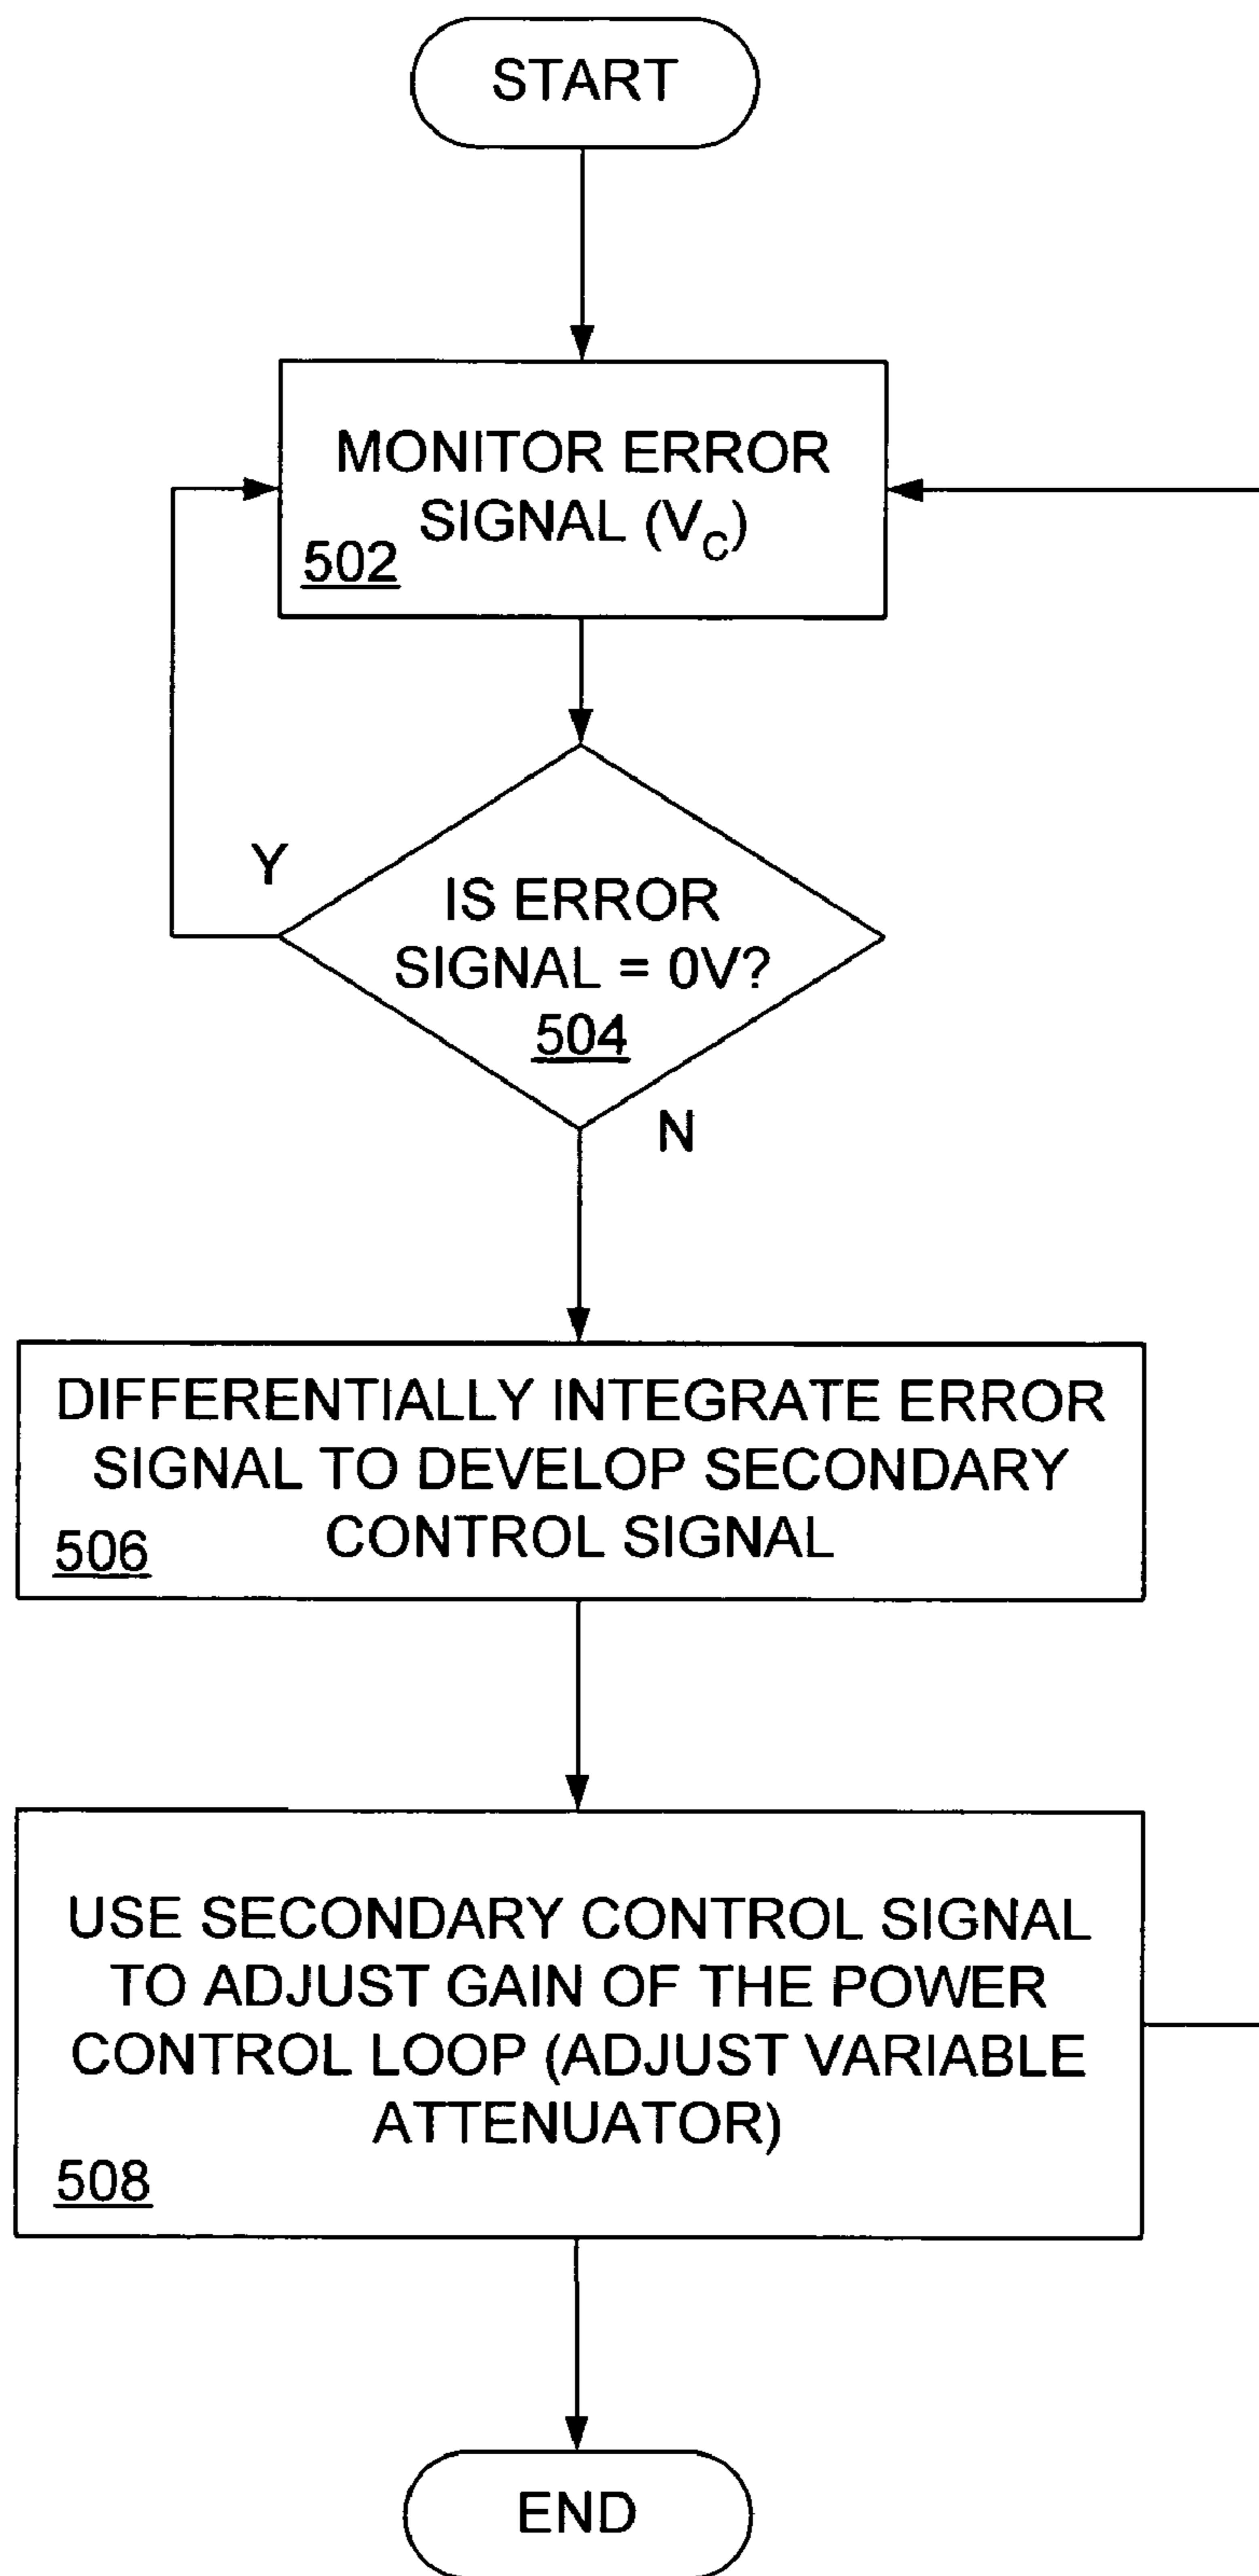 START
MONITOR ERROR
SIGNAL (VC)
502
Y
IS ERROR
SIGNAL = 0V?
504
N
DIFFERENTIALLY INTEGRATE ERROR
SIGNAL TO DEVELOP SECONDARY
CONTROL SIGNAL
506
USE SECONDARY CONTROL SIGNAL
TO ADJUST GAIN OF THE POWER
CONTROL LOOP (ADJUST VARIABLE
ATTENUATOR)
508
END